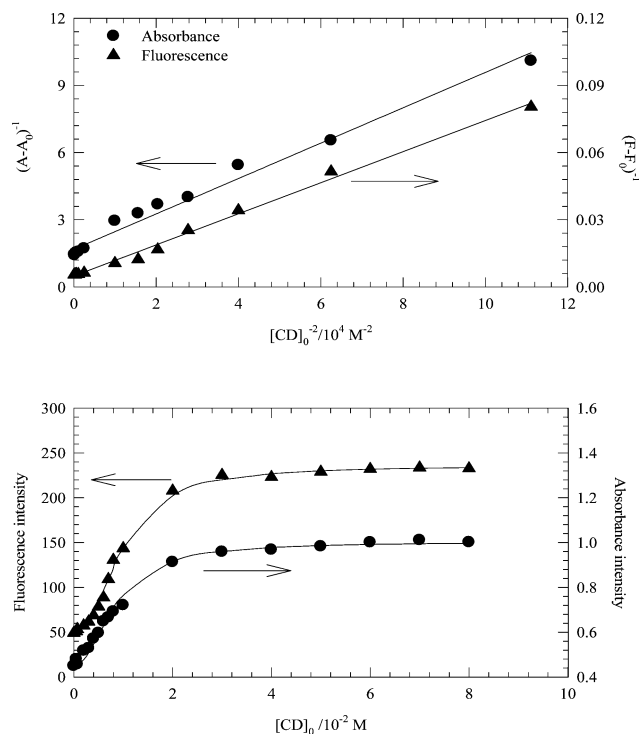 Absorbance
Fluorescence
12
9
6
3
0
(A-A0)-1
0.12
0.09
0.06
0.03
0.00
(F-F0)-1
0 2 4 6 8 10 12
[CD]0-2/104 M-2
300
250
200
150
100
50
0
Fluorescence intensity
1.6
1.4
1.2
1.0
0.8
0.6
0.4
Absorbance intensity
0 2 4 6 8 10
[CD]0 /10-2 M